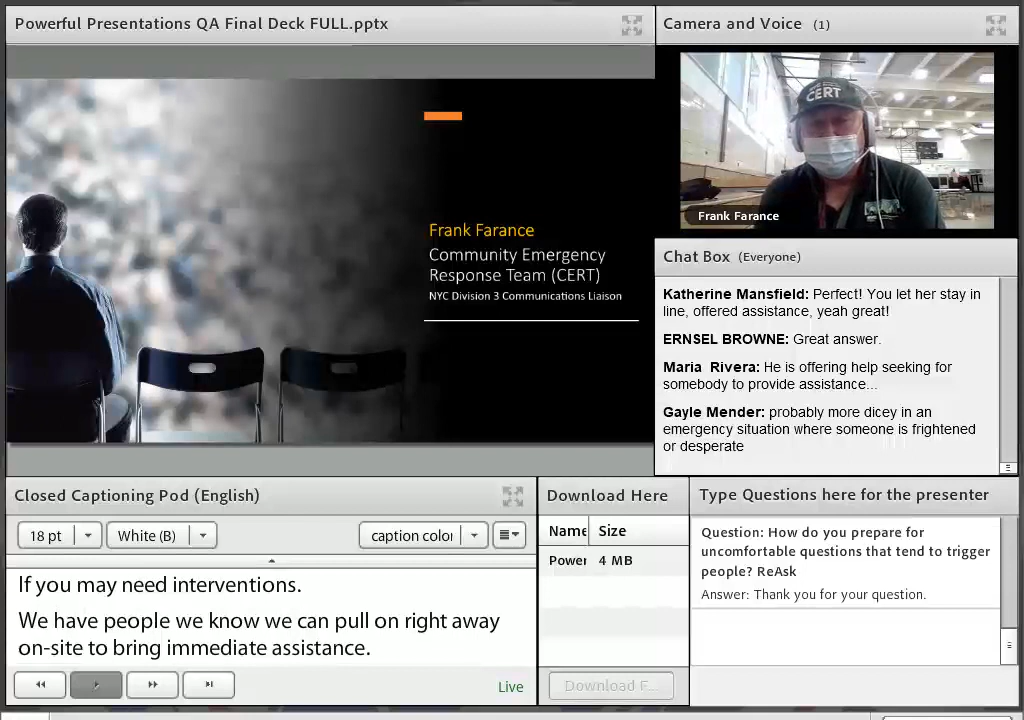 Powerful Presentations QA Final Deck FULL.pptx
Camera and Voice (1)
CERT
Frank Farance
Frank Farance
Community Emergency
Response Team (CERT)
NYC Division 3 Communications Liaison
Chat Box (Everyone)
Katherine Mansfield: Perfect! You let her stay in
line, offered assistance, yeah great!
ERNSEL BROWNE: Great answer.
Maria Rivera: He is offering help seeking for
somebody to provide assistance...
Gayle Mender: probably more dicey in an
emergency situation where someone is frightened
or desperate
Closed Captioning Pod (English)
18 pt
White (B)
caption color
If you may need interventions.
We have people we know we can pull on right away
on-site to bring immediate assistance.
Live
Download Here
Name Size
Power 4 MB
Download F...
Type Questions here for the presenter
Question: How do you prepare for
uncomfortable questions that tend to trigger
people? ReAsk
Answer: Thank you for your question.